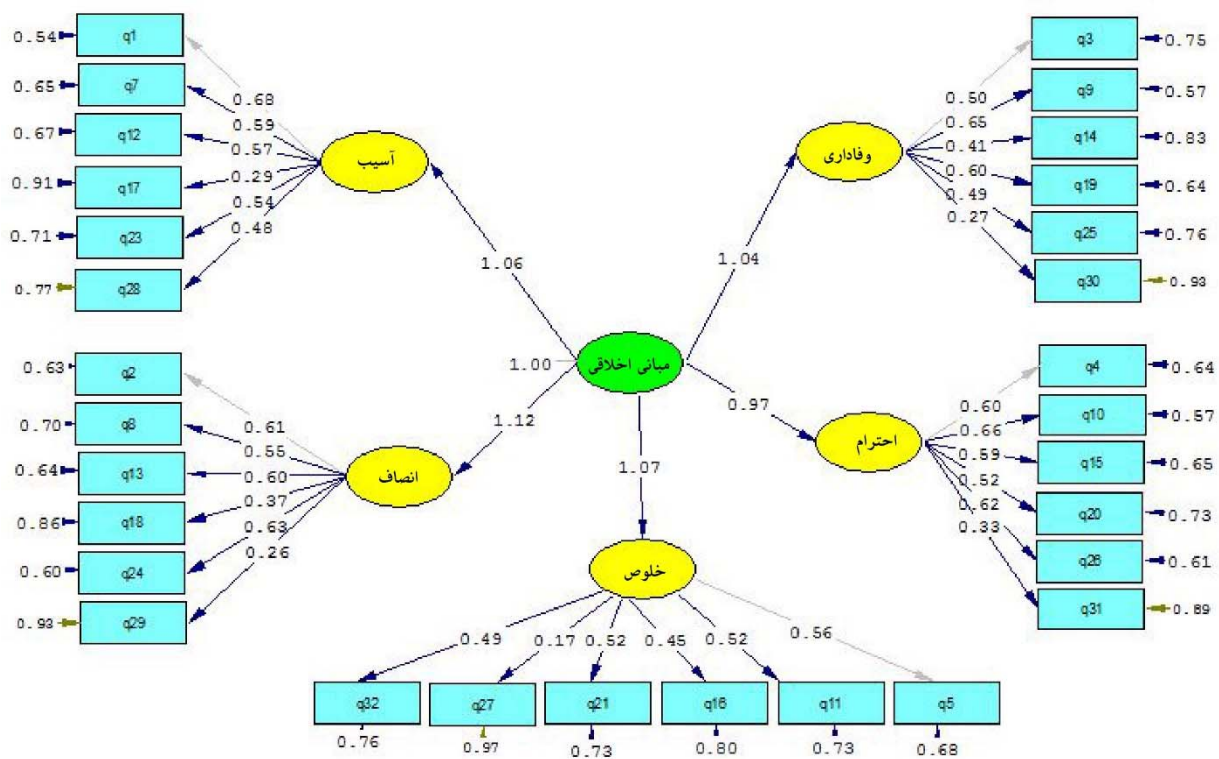 0.54
q1
0.65
q7
0.67
q12
0.91
q17
0.71
q23
0.77
q28
0.68
0.59
0.57
0.29
0.54
0.48
آسیب
1.06
q3
0.75
q9
0.57
q14
0.83
q19
0.64
q25
0.76
q30
0.93
0.50
0.65
0.41
0.60
0.49
0.27
وفاداری
1.04
1.00
مبانی اخلاقی
0.63
q2
0.70
q8
0.64
q13
0.86
q18
0.60
q24
0.93
q29
0.61
0.55
0.60
0.37
0.63
0.26
انصاف
1.12
q4
0.64
q10
0.57
q15
0.65
q20
0.73
q26
0.61
q31
0.89
0.60
0.66
0.59
0.52
0.62
0.33
احترام
0.97
1.07
خلوص
0.49
0.17
0.52
0.45
0.52
0.56
q32
q27
q21
q16
q11
q5
0.76
0.97
0.73
0.80
0.73
0.68